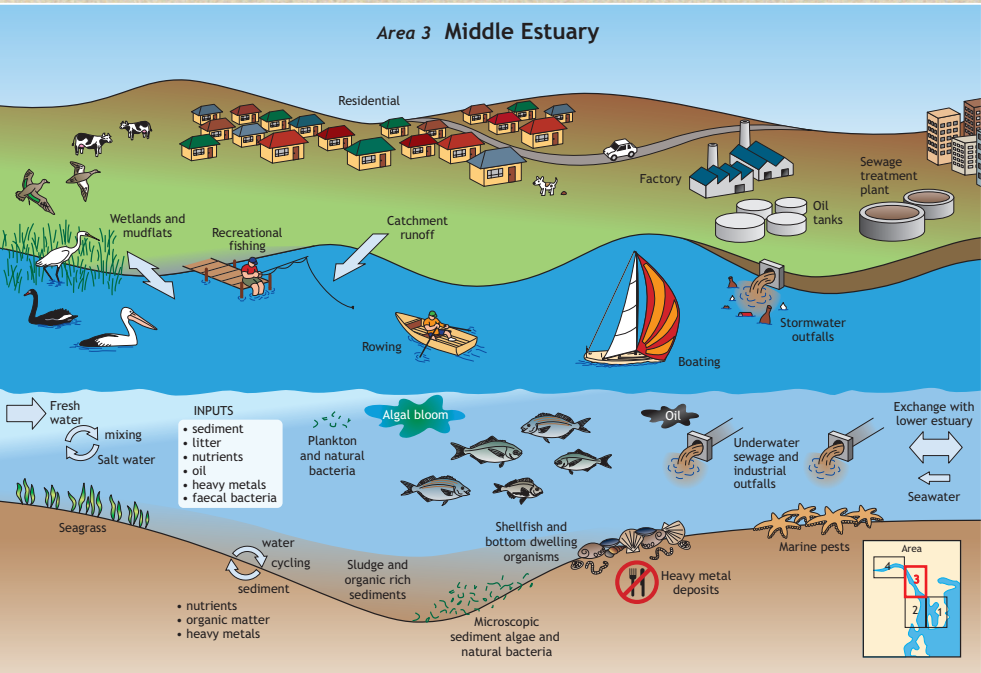 Area 3 Middle Estuary
Residential
Factory
Sewage
treatment
plant
Oil
tanks
Wetlands and
mudflats
Recreational
fishing
Catchment
runoff
Rowing
Boating
Stormwater
outfalls
Fresh
water
mixing
Salt water
INPUTS
• sediment
• litter
• nutrients
• oil
• heavy metals
• faecal bacteria
Plankton
and natural
bacteria
Algal bloom
Oil
Underwater
sewage and
industrial
outfalls
Exchange with
lower estuary
Seawater
Seagrass
water
cycling
sediment
• nutrients
• organic matter
• heavy metals
Sludge and
organic rich
sediments
Shellfish and
bottom dwelling
organisms
Heavy metal
deposits
Marine pests
Microscopic
sediment algae and
natural bacteria
Area
4
3
2
1